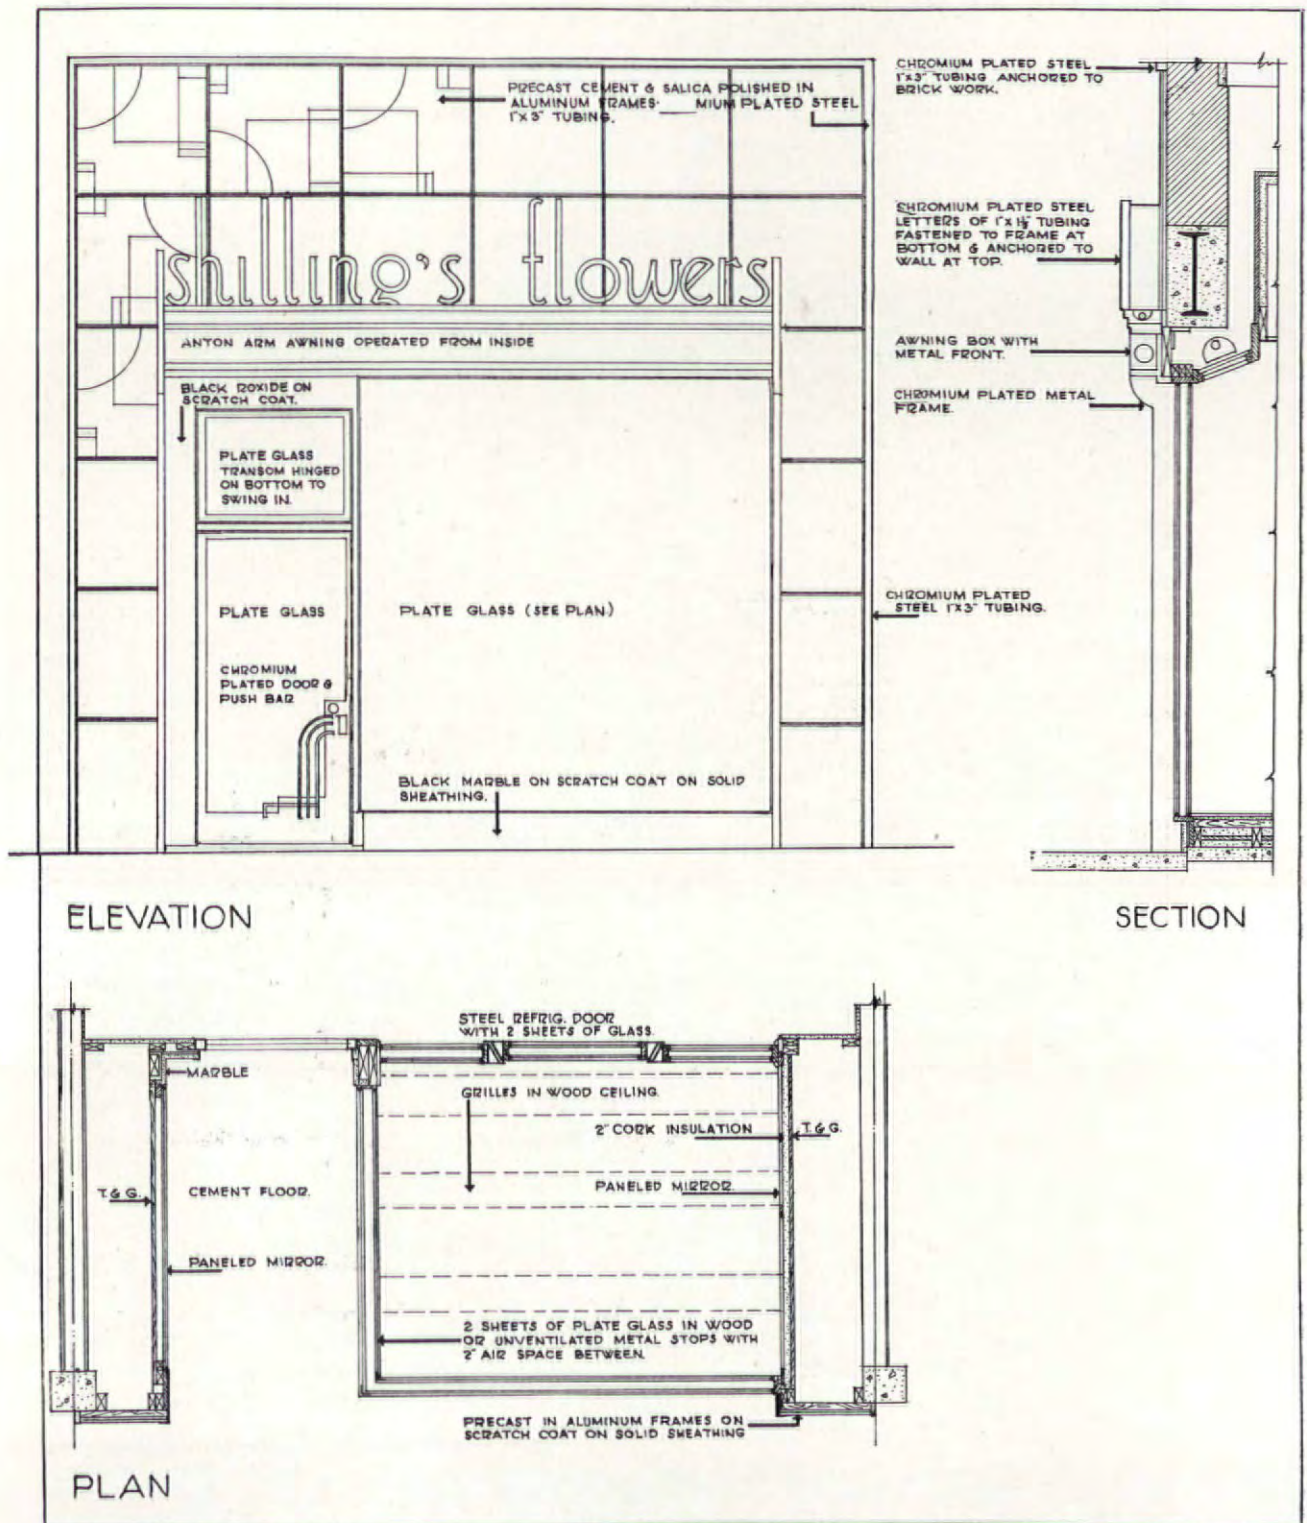 PRECAST CEMENT & SALICA POLISHED IN
ALUMINUM FRAMES- MIUM PLATED STEEL
1"X3" TUBING.
shilling's flowers
ANTON ARM AWNING OPERATED FROM INSIDE
BLACK ROXIDE ON
SCRATCH COAT.
PLATE GLASS
TRANSOM HINGED
ON BOTTOM TO
SWING IN.
PLATE GLASS
CHROMIUM
PLATED DOOR &
PUSH BAR
PLATE GLASS (SEE PLAN)
BLACK MARBLE ON SCRATCH COAT ON SOLID
SHEATHING.
CHROMIUM PLATED STEEL
1"X3" TUBING ANCHORED TO
BRICK WORK.
CHROMIUM PLATED STEEL
LETTERS OF 1"X1½" TUBING
FASTENED TO FRAME AT
BOTTOM & ANCHORED TO
WALL AT TOP.
AWNING BOX WITH
METAL FRONT.
CHROMIUM PLATED METAL
FRAME.
CHROMIUM PLATED
STEEL 1"X3" TUBING.
ELEVATION
SECTION
STEEL REFRIG. DOOR
WITH 2 SHEETS OF GLASS.
MARBLE
GRILLES IN WOOD CEILING.
2" CORK INSULATION
T.& G.
T.& G.
CEMENT FLOOR.
PANELED MIRROR.
PANELED MIRROR.
2 SHEETS OF PLATE GLASS IN WOOD
OR UNVENTILATED METAL STOPS WITH
2" AIR SPACE BETWEEN.
PRECAST IN ALUMINUM FRAMES ON
SCRATCH COAT ON SOLID SHEATHING
PLAN